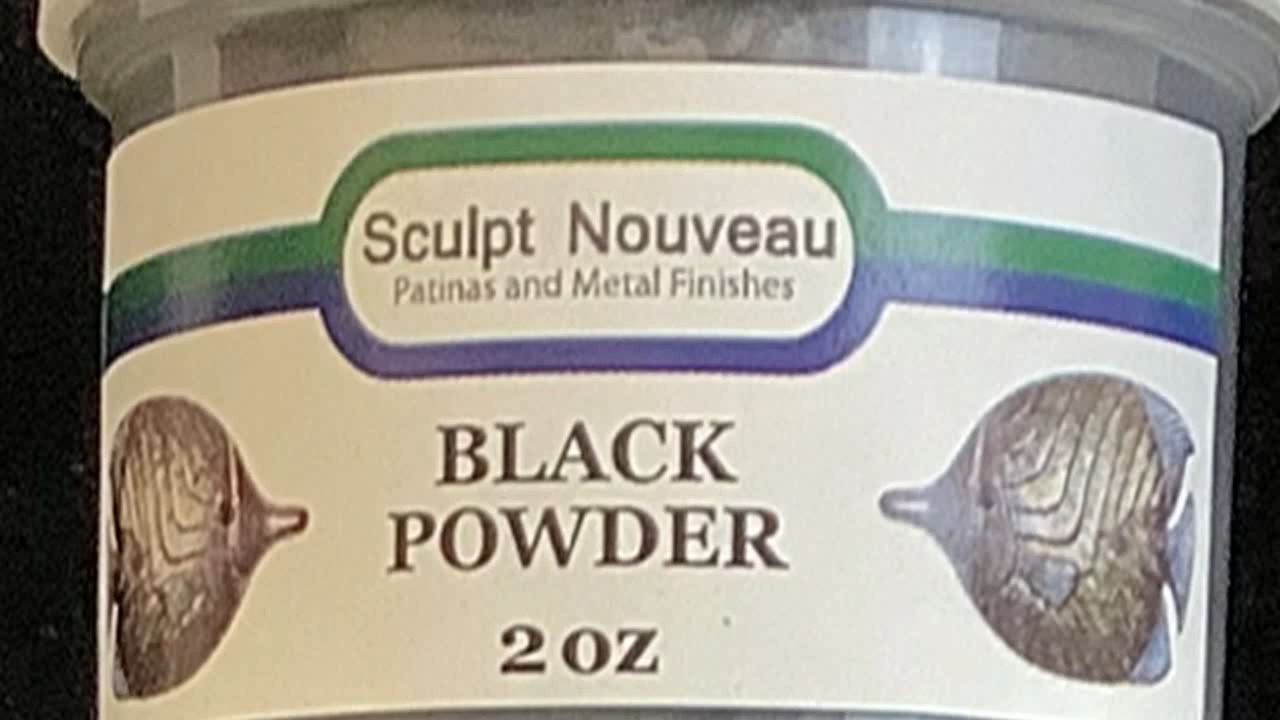 Sculpt Nouveau
Patinas and Metal Finishes
BLACK
POWDER
2 OZ